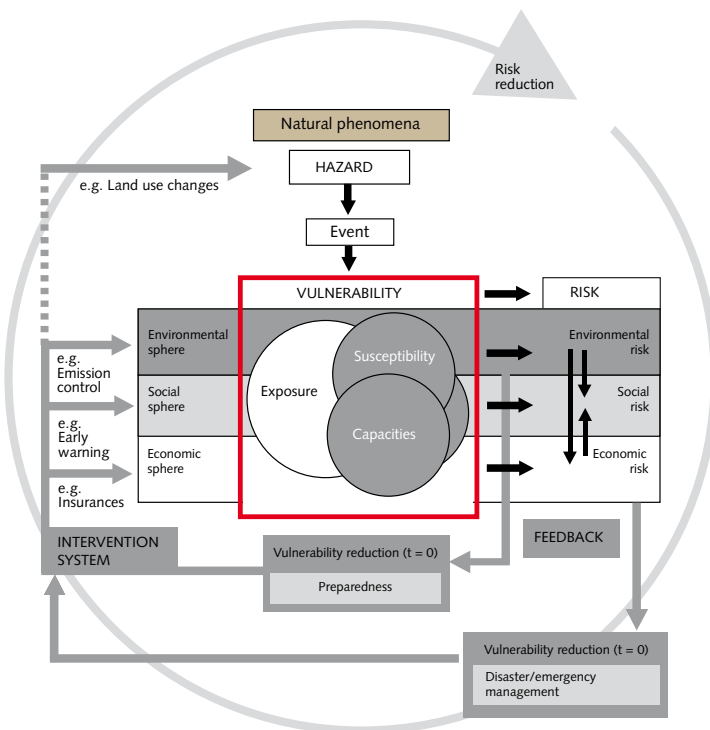 Risk
reduction
Natural phenomena
HAZARD
e.g. Land use changes
Event
VULNERABILITY
RISK
Environmental
sphere
Susceptibility
Environmental
risk
e.g.
Emission
control
Exposure
Social
sphere
Social
risk
e.g.
Early
warning
Capacities
Economic
sphere
Economic
risk
e.g.
Insurances
INTERVENTION
SYSTEM
Vulnerability reduction (t = 0)
Preparedness
FEEDBACK
Vulnerability reduction (t = 0)
Disaster/emergency
management